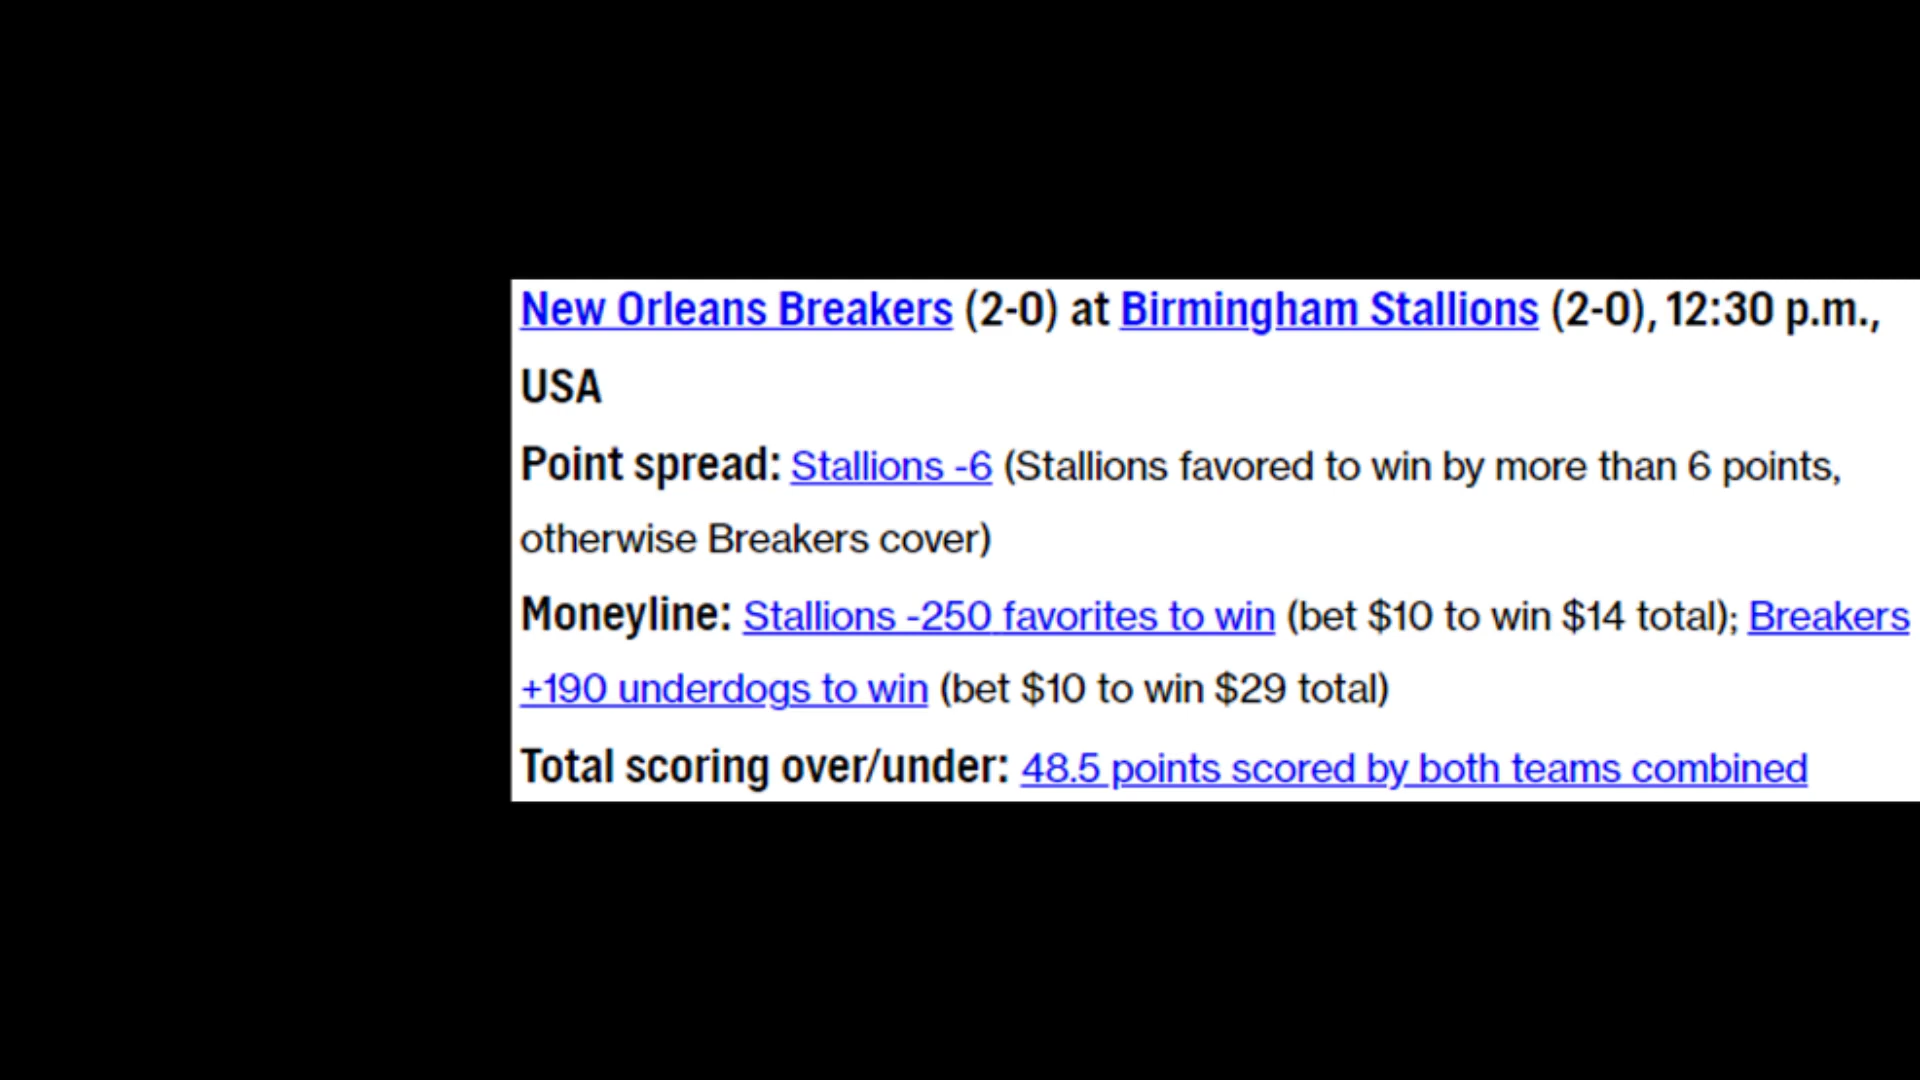 New Orleans Breakers (2-0) at Birmingham Stallions (2-0), 12:30 p.m.,
USA
Point spread: Stallions -6 (Stallions favored to win by more than 6 points,
otherwise Breakers cover)
Moneyline: Stallions -250 favorites to win (bet $10 to win $14 total); Breakers
+190 underdogs to win (bet $10 to win $29 total)
Total scoring over/under: 48.5 points scored by both teams combined